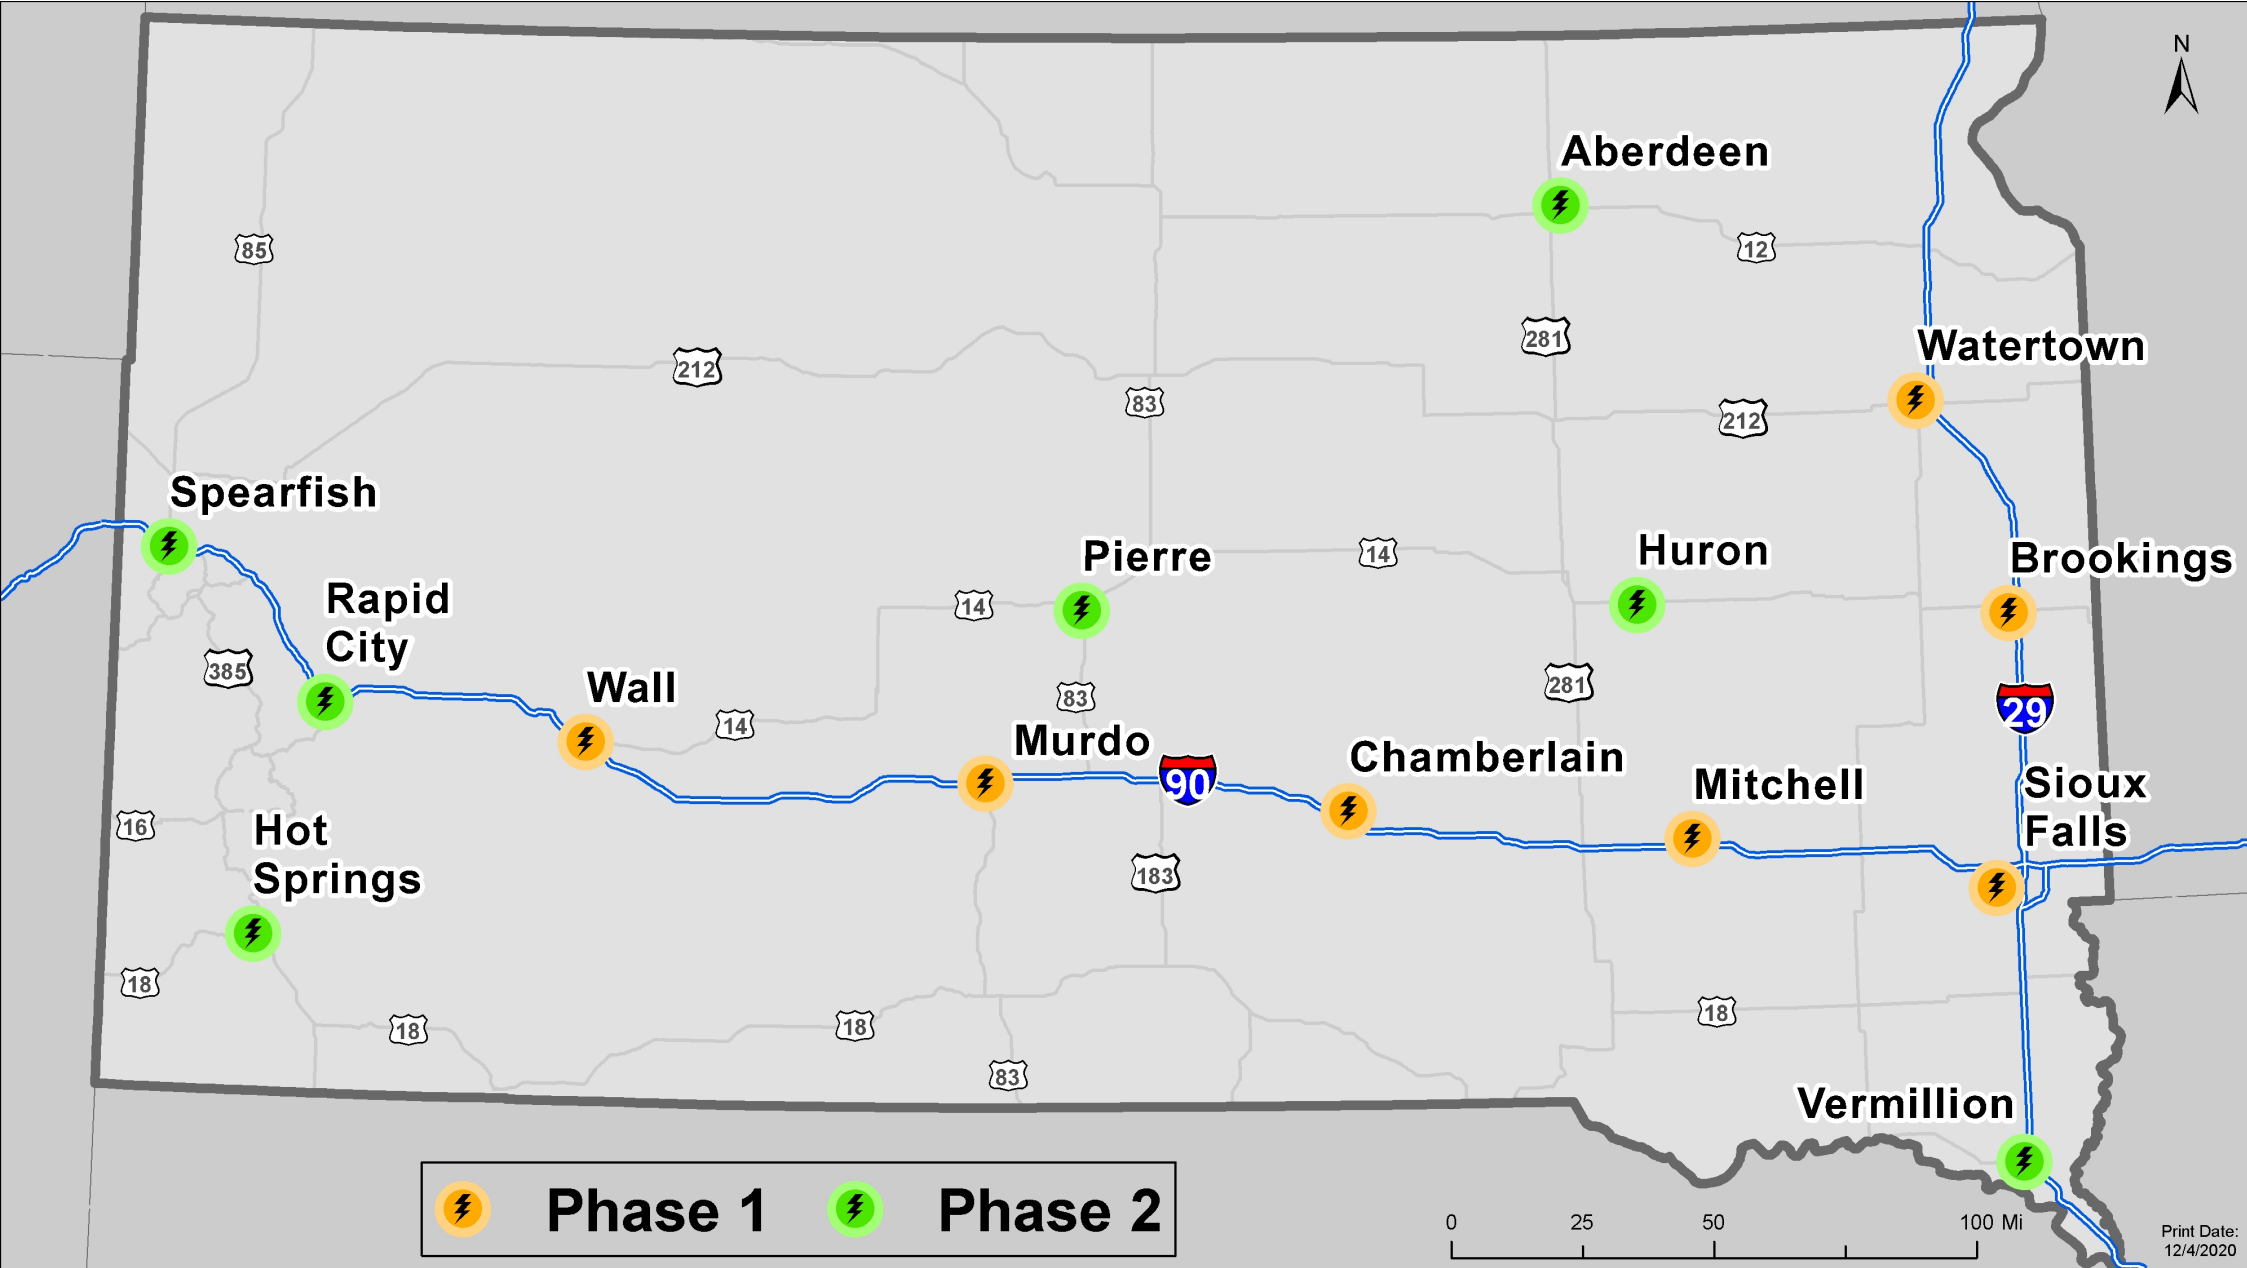 N
Aberdeen
85
12
281
Watertown
212
83
212
Spearfish
Pierre
14
Huron
Brookings
Rapid
City
14
385
Wall
83
281
29
14
Murdo
90
Chamberlain
Mitchell
Sioux
Falls
16
Hot
Springs
183
18
18
18
18
83
Vermillion
Phase 1
Phase 2
0 25 50 100 Mi
Print Date:
12/4/2020